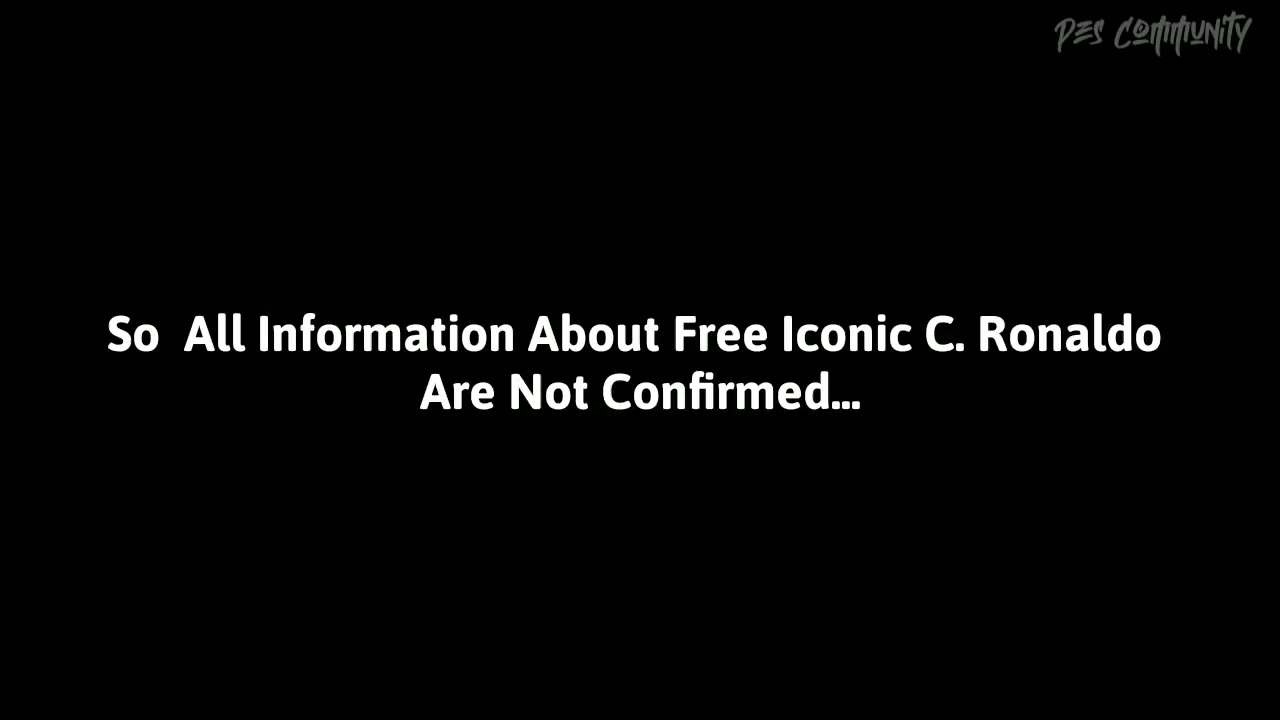 PES COMMUNITY
So  All Information About Free Iconic C. Ronaldo
Are Not Confirmed...